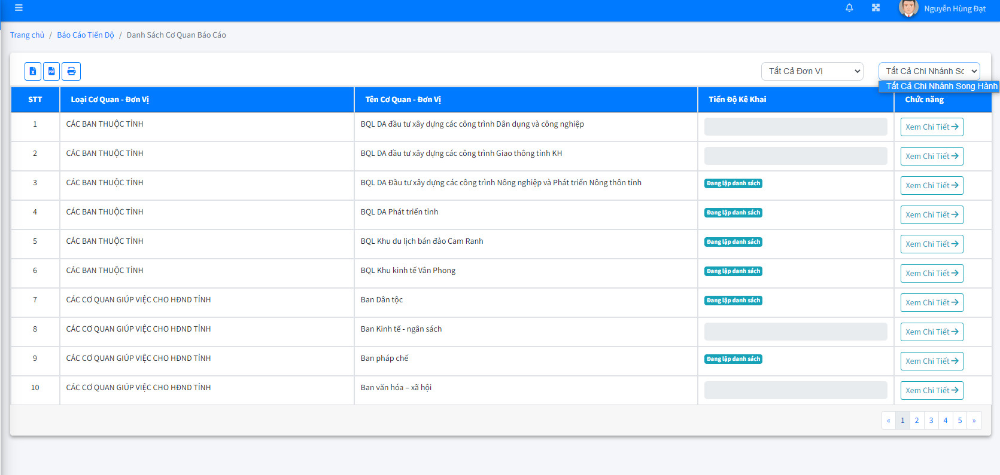 Nguyễn Hùng Đạt
Trang chủ / Báo Cáo Tiến Dộ / Danh Sách Cơ Quan Báo Cáo
Tất Cả Đơn Vị
Tất Cả Chi Nhánh Sc
Tất Cả Chi Nhánh Song Hành
STT Loại Cơ Quan - Đơn Vị Tên Cơ Quan - Đơn Vị Tiến Độ Kê Khai Chức năng
1 CÁC BAN THUỘC TỈNH BQL DA đầu tư xây dựng các công trình Dân dụng và công nghiệp Xem Chi Tiết
2 CÁC BAN THUỘC TỈNH BQL DA đầu tư xây dựng các công trình Giao thông tỉnh KH Xem Chi Tiết
3 CÁC BAN THUỘC TỈNH BQL DA Đầu tư xây dựng các công trình Nông nghiệp và Phát triển Nông thôn tỉnh Đang lập danh sách Xem Chi Tiết
4 CÁC BAN THUỘC TỈNH BQL DA Phát triển tỉnh Đang lập danh sách Xem Chi Tiết
5 CÁC BAN THUỘC TỈNH BQL Khu du lịch bán đảo Cam Ranh Đang lập danh sách Xem Chi Tiết
6 CÁC BAN THUỘC TỈNH BQL Khu kinh tế Vân Phong Đang lập danh sách Xem Chi Tiết
7 CÁC CƠ QUAN GIÚP VIỆC CHO HĐND TỈNH Ban Dân tộc Đang lập danh sách Xem Chi Tiết
8 CÁC CƠ QUAN GIÚP VIỆC CHO HĐND TỈNH Ban Kinh tế - ngân sách Xem Chi Tiết
9 CÁC CƠ QUAN GIÚP VIỆC CHO HĐND TỈNH Ban pháp chế Đang lập danh sách Xem Chi Tiết
10 CÁC CƠ QUAN GIÚP VIỆC CHO HĐND TỈNH Ban văn hóa – xã hội Xem Chi Tiết
« 1 2 3 4 5 »